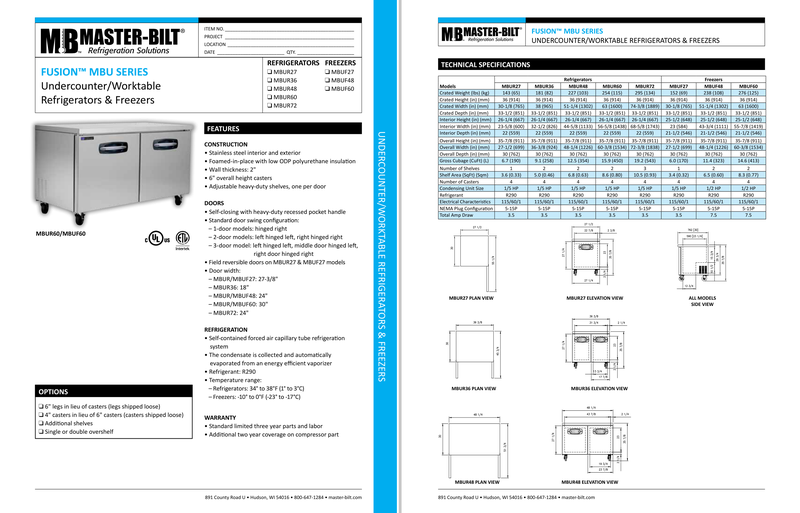 MASTER-BILT®
Refrigeration Solutions
ITEM NO.
PROJECT
LOCATION
DATE QTY.
FUSION™ MBU SERIES
Undercounter/Worktable
Refrigerators & Freezers
REFRIGERATORS FREEZERS
❑ MBUR27 ❑ MBUF27
❑ MBUR36 ❑ MBUF48
❑ MBUR48 ❑ MBUF60
❑ MBUR60
❑ MBUR72
MBUR60/MBUF60
FEATURES
CONSTRUCTION
• Stainless steel interior and exterior
• Foamed-in-place with low ODP polyurethane insulation
• Wall thickness: 2"
• 6" overall height casters
• Adjustable heavy-duty shelves, one per door
DOORS
• Self-closing with heavy-duty recessed pocket handle
• Standard door swing configuration:
– 1-door models: hinged right
– 2-door models: left hinged left, right hinged right
– 3-door model: left hinged left, middle door hinged left,
right door hinged right
• Field reversible doors on MBUR27 & MBUF27 models
• Door width:
– MBUR/MBUF27: 27-3/8"
– MBUR36: 18"
– MBUR/MBUF48: 24"
– MBUR/MBUF60: 30"
– MBUR72: 24"
REFRIGERATION
• Self-contained forced air capillary tube refrigeration
system
• The condensate is collected and automatically
evaporated from an energy efficient vaporizer
• Refrigerant: R290
• Temperature range:
– Refrigerators: 34° to 38°F (1° to 3°C)
– Freezers: -10° to 0°F (-23° to -17°C)
WARRANTY
• Standard limited three year parts and labor
• Additional two year coverage on compressor part
OPTIONS
❑ 6" legs in lieu of casters (legs shipped loose)
❑ 4" casters in lieu of 6" casters (casters shipped loose)
❑ Additional shelves
❑ Single or double overshelf
891 County Road U • Hudson, WI 54016 • 800-647-1284 • master-bilt.com
UNDERCOUNTER/WORKTABLE REFRIGERATORS & FREEZERS
MASTER-BILT®
Refrigeration Solutions
FUSION™ MBU SERIES
UNDERCOUNTER/WORKTABLE REFRIGERATORS & FREEZERS
TECHNICAL SPECIFICATIONS
Refrigerators Freezers
Models MBUR27 MBUR36 MBUR48 MBUR60 MBUR72 MBUF27 MBUF48 MBUF60
Crated Weight (lbs) (kg) 143 (65) 181 (82) 227 (103) 254 (115) 295 (134) 152 (69) 238 (108) 276 (125)
Crated Height (in) (mm) 36 (914) 36 (914) 36 (914) 36 (914) 36 (914) 36 (914) 36 (914) 36 (914)
Crated Width (in) (mm) 30-1/8 (765) 38 (965) 51-1/4 (1302) 63 (1600) 74-3/8 (1889) 30-1/8 (765) 51-1/4 (1302) 63 (1600)
Crated Depth (in) (mm) 33-1/2 (851) 33-1/2 (851) 33-1/2 (851) 33-1/2 (851) 33-1/2 (851) 33-1/2 (851) 33-1/2 (851) 33-1/2 (851)
Interior Height (in) (mm) 26-1/4 (667) 26-1/4 (667) 26-1/4 (667) 26-1/4 (667) 26-1/4 (667) 25-1/2 (648) 25-1/2 (648) 25-1/2 (648)
Interior Width (in) (mm) 23-5/8 (600) 32-1/2 (826) 44-5/8 (1133) 56-5/8 (1438) 68-5/8 (1743) 23 (584) 43-3/4 (1111) 55-7/8 (1419)
Interior Depth (in) (mm) 22 (559) 22 (559) 22 (559) 22 (559) 22 (559) 21-1/2 (546) 21-1/2 (546) 21-1/2 (546)
Overall Height (in) (mm) 35-7/8 (911) 35-7/8 (911) 35-7/8 (911) 35-7/8 (911) 35-7/8 (911) 35-7/8 (911) 35-7/8 (911) 35-7/8 (911)
Overall Width (in) (mm) 27-1/2 (699) 36-3/8 (924) 48-1/4 (1226) 60-3/8 (1534) 72-3/8 (1838) 27-1/2 (699) 48-1/4 (1226) 60-3/8 (1534)
Overall Depth (in) (mm) 30 (762) 30 (762) 30 (762) 30 (762) 30 (762) 30 (762) 30 (762) 30 (762)
Gross Cubage (CuFt) (L) 6.7 (190) 9.1 (258) 12.5 (354) 15.9 (450) 19.2 (543) 6.0 (170) 11.4 (323) 14.6 (413)
Number of Shelves 1 2 2 2 3 1 2 2
Shelf Area (SqFt) (Sqm) 3.6 (0.33) 5.0 (0.46) 6.8 (0.63) 8.6 (0.80) 10.5 (0.93) 3.4 (0.32) 6.5 (0.60) 8.3 (0.77)
Number of Casters 4 4 4 4 4 4 4 4
Condensing Unit Size 1/5 HP 1/5 HP 1/5 HP 1/5 HP 1/5 HP 1/5 HP 1/2 HP 1/2 HP
Refrigerant R290 R290 R290 R290 R290 R290 R290 R290
Electrical Characteristics 115/60/1 115/60/1 115/60/1 115/60/1 115/60/1 115/60/1 115/60/1 115/60/1
NEMA Plug Configuration 5-15P 5-15P 5-15P 5-15P 5-15P 5-15P 5-15P 5-15P
Total Amp Draw 3.5 3.5 3.5 3.5 3.5 3.5 7.5 7.5
MBUR27 PLAN VIEW MBUR27 ELEVATION VIEW ALL MODELS
SIDE VIEW
MBUR36 PLAN VIEW MBUR36 ELEVATION VIEW
MBUR48 PLAN VIEW MBUR48 ELEVATION VIEW
891 County Road U • Hudson, WI 54016 • 800-647-1284 • master-bilt.com